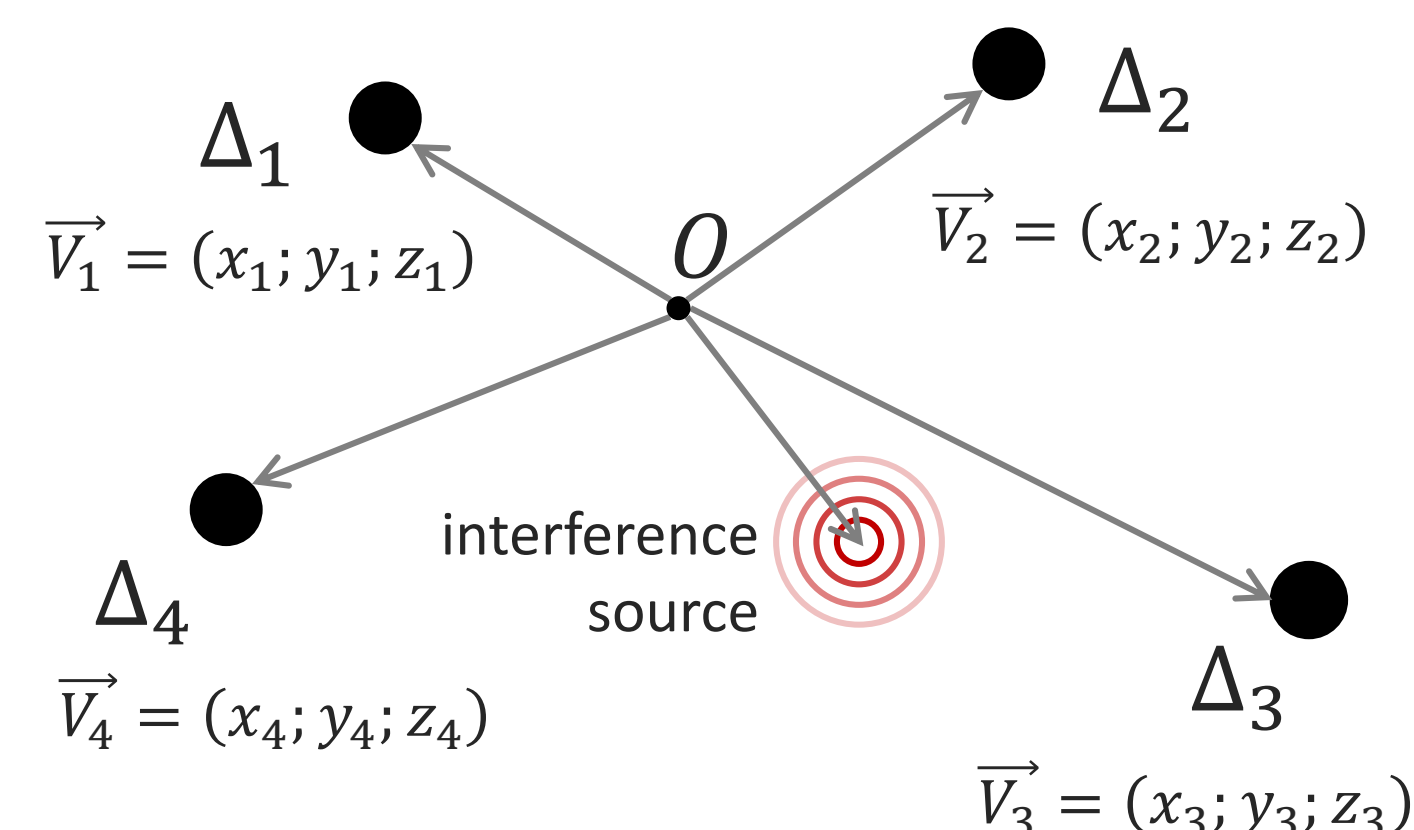 Δ₂
Δ₁
V₁⃗ = (x₁; y₁; z₁)
O
V₂⃗ = (x₂; y₂; z₂)
interference
source
Δ₄
V₄⃗ = (x₄; y₄; z₄)
Δ₃
V₃⃗ = (x₃; y₃; z₃)